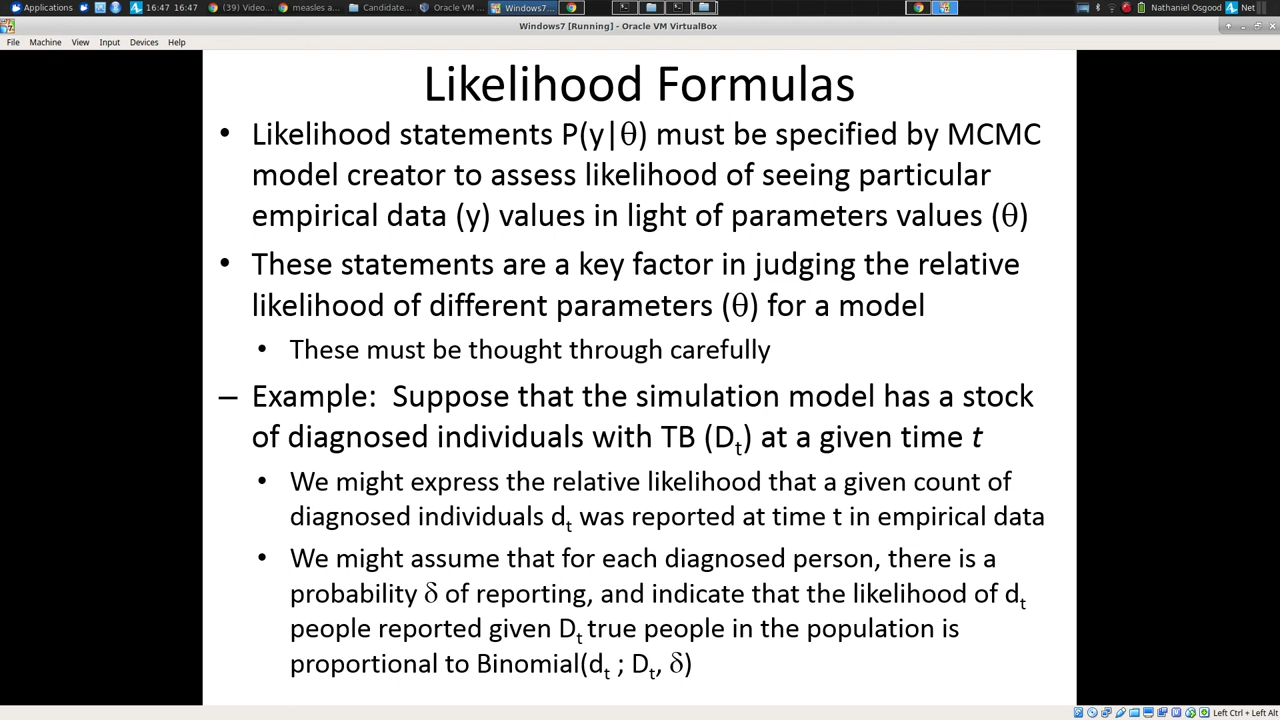 Applications
16:47 16:47
(39) Video...
measles a...
Candidate...
Oracle VM ...
Windows7...
Nathaniel Osgood
Net
Windows7 [Running] - Oracle VM VirtualBox
File Machine View Input Devices Help
Likelihood Formulas
• Likelihood statements P(y|θ) must be specified by MCMC
model creator to assess likelihood of seeing particular
empirical data (y) values in light of parameters values (θ)
• These statements are a key factor in judging the relative
likelihood of different parameters (θ) for a model
• These must be thought through carefully
– Example: Suppose that the simulation model has a stock
of diagnosed individuals with TB (Dt) at a given time t
• We might express the relative likelihood that a given count of
diagnosed individuals dt was reported at time t in empirical data
• We might assume that for each diagnosed person, there is a
probability δ of reporting, and indicate that the likelihood of dt
people reported given Dt true people in the population is
proportional to Binomial(dt ; Dt, δ)
Left Ctrl + Left Alt